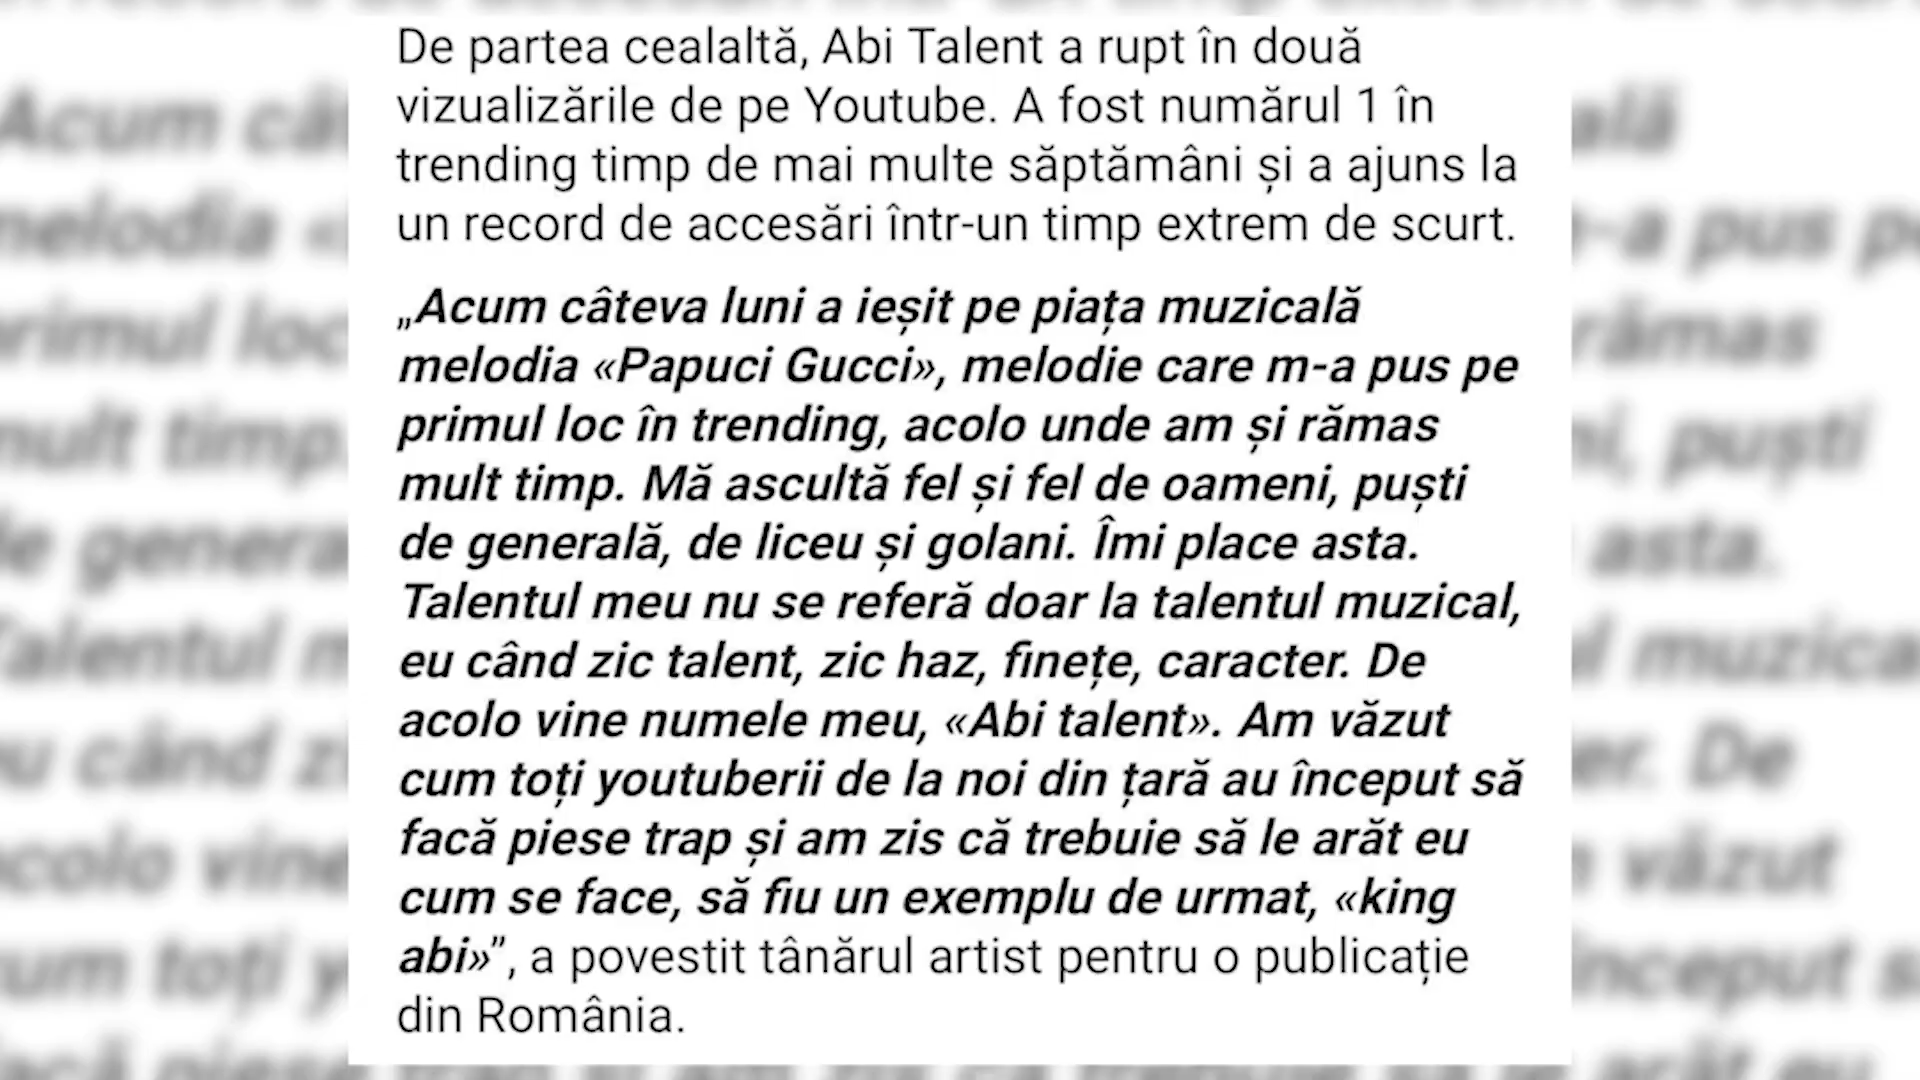 De partea cealaltă, Abi Talent a rupt în două
vizualizările de pe Youtube. A fost numărul 1 în
trending timp de mai multe săptămâni și a ajuns la
un record de accesări într-un timp extrem de scurt.
„Acum câteva luni a ieșit pe piața muzicală
melodia «Papuci Gucci», melodie care m-a pus pe
primul loc în trending, acolo unde am și rămas
mult timp. Mă ascultă fel și fel de oameni, puști
de generală, de liceu și golani. Îmi place asta.
Talentul meu nu se referă doar la talentul muzical,
eu când zic talent, zic haz, finețe, caracter. De
acolo vine numele meu, «Abi talent». Am văzut
cum toți youtuberii de la noi din țară au început să
facă piese trap și am zis că trebuie să le arăt eu
cum se face, să fiu un exemplu de urmat, «king
abi»”, a povestit tânărul artist pentru o publicație
din România.